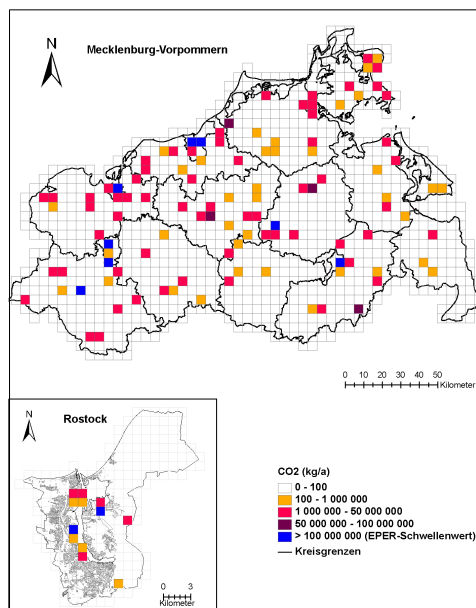 Mecklenburg-Vorpommern
N
0 10 20 30 40 50
Kilometer
Rostock
N
0 3
Kilometer
CO2 (kg/a)
0 - 100
100 - 1 000 000
1 000 000 - 50 000 000
50 000 000 - 100 000 000
> 100 000 000 (EPER-Schwellenwert)
Kreisgrenzen